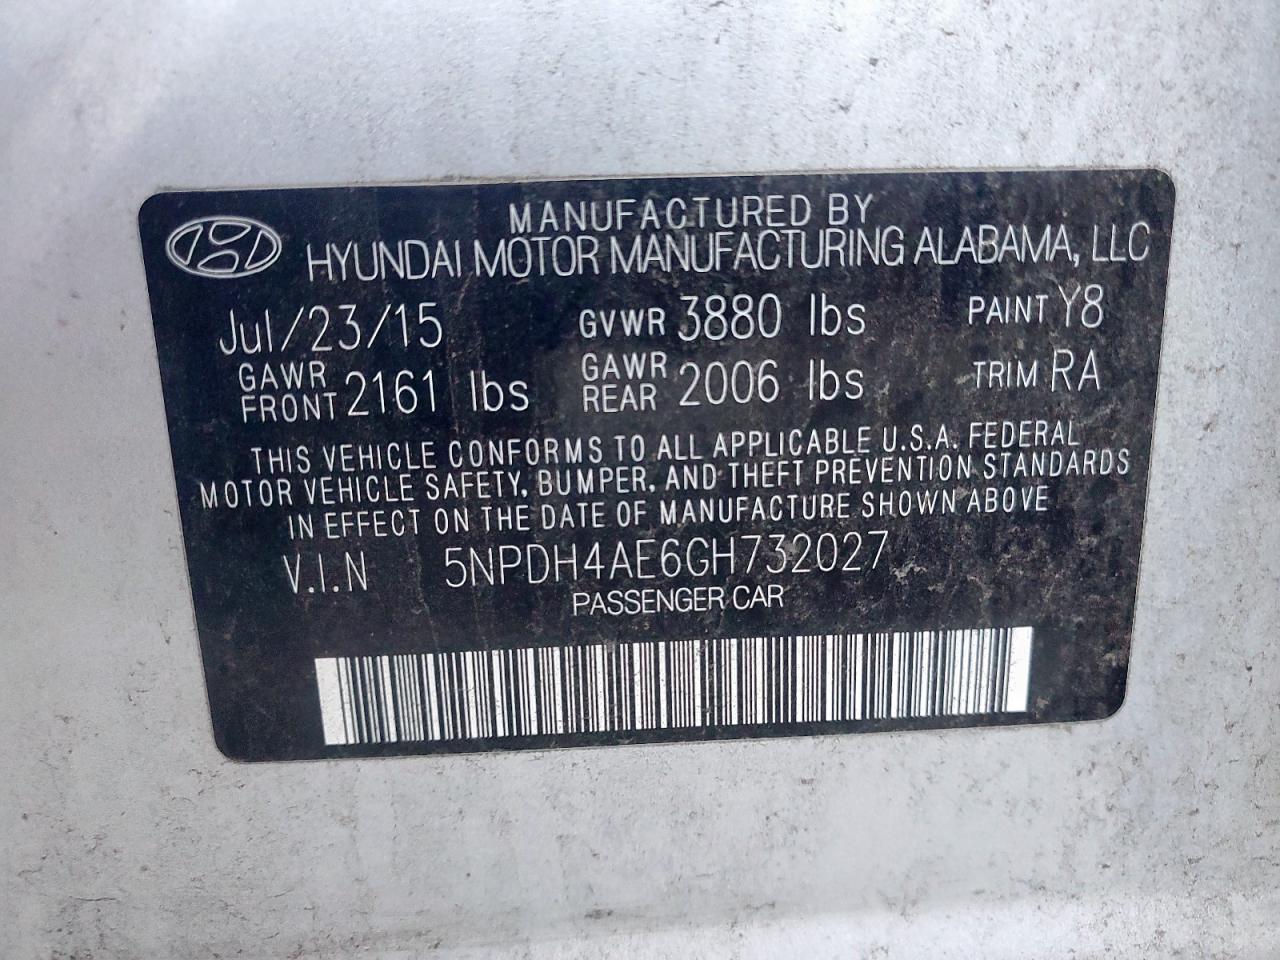 MANUFACTURED BY
HYUNDAI MOTOR MANUFACTURING ALABAMA, LLC
Jul/23/15 GVWR 3880 lbs PAINT Y8
GAWR FRONT 2161 lbs GAWR REAR 2006 lbs TRIM RA
THIS VEHICLE CONFORMS TO ALL APPLICABLE U.S.A. FEDERAL
MOTOR VEHICLE SAFETY, BUMPER, AND THEFT PREVENTION STANDARDS
IN EFFECT ON THE DATE OF MANUFACTURE SHOWN ABOVE
V.I.N 5NPDH4AE6GH732027
PASSENGER CAR